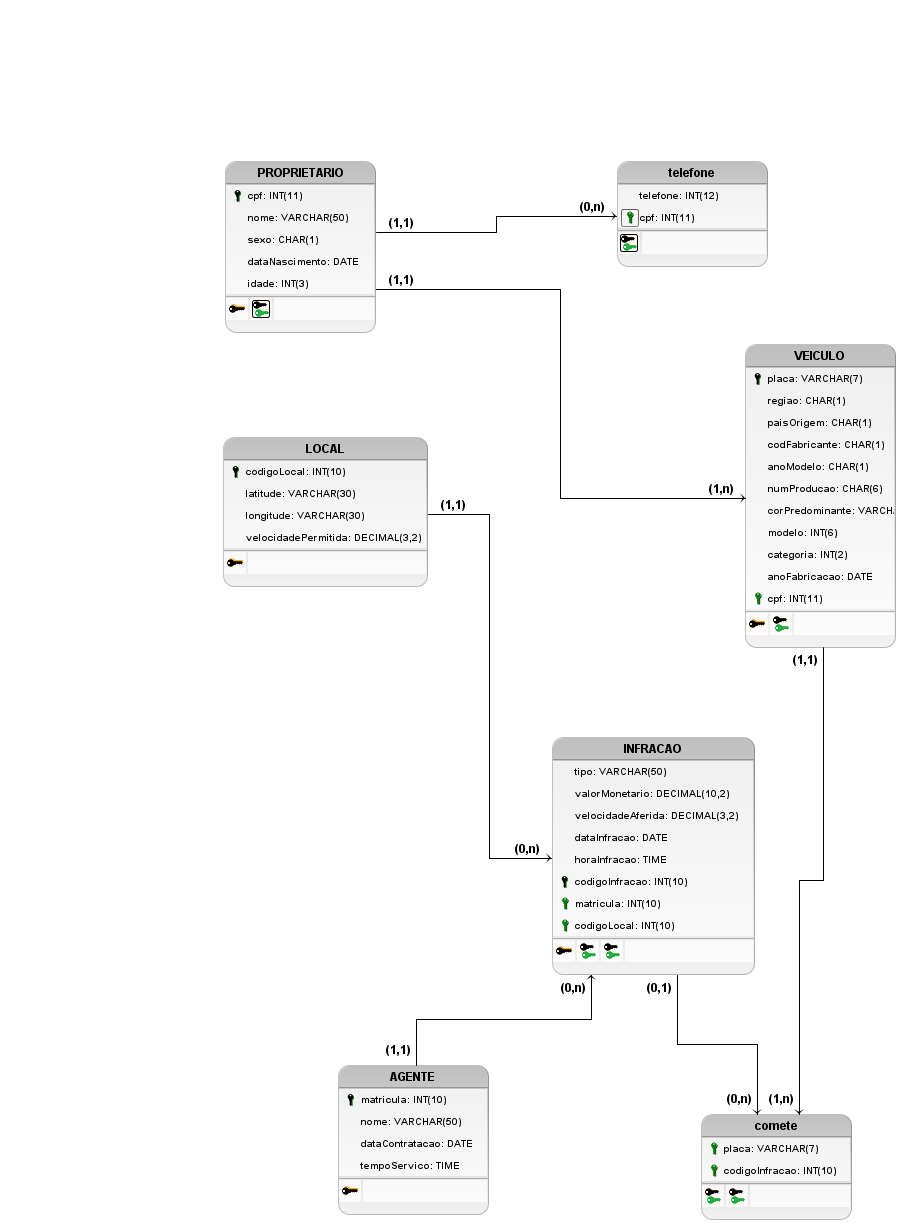 PROPRIETARIO
cpf: INT(11)
nome: VARCHAR(50)
sexo: CHAR(1)
dataNascimento: DATE
idade: INT(3)
(1,1)
(0,n)
telefone
telefone: INT(12)
cpf: INT(11)
(1,1)
(1,n)
VEICULO
placa: VARCHAR(7)
regiao: CHAR(1)
paisOrigem: CHAR(1)
codFabricante: CHAR(1)
anoModelo: CHAR(1)
numProducao: CHAR(6)
corPredominante: VARCHA
modelo: INT(6)
categoria: INT(2)
anoFabricacao: DATE
cpf: INT(11)
(1,1)
LOCAL
codigoLocal: INT(10)
latitude: VARCHAR(30)
longitude: VARCHAR(30)
velocidadePermitida: DECIMAL(3,2)
(1,1)
(0,n)
INFRACAO
tipo: VARCHAR(50)
valorMonetario: DECIMAL(10,2)
velocidadeAferida: DECIMAL(3,2)
dataInfracao: DATE
horaInfracao: TIME
codigoInfracao: INT(10)
matricula: INT(10)
codigoLocal: INT(10)
(0,n)
(0,1)
(1,1)
AGENTE
matricula: INT(10)
nome: VARCHAR(50)
dataContratacao: DATE
tempoServico: TIME
(0,n)
(1,n)
comete
placa: VARCHAR(7)
codigoInfracao: INT(10)